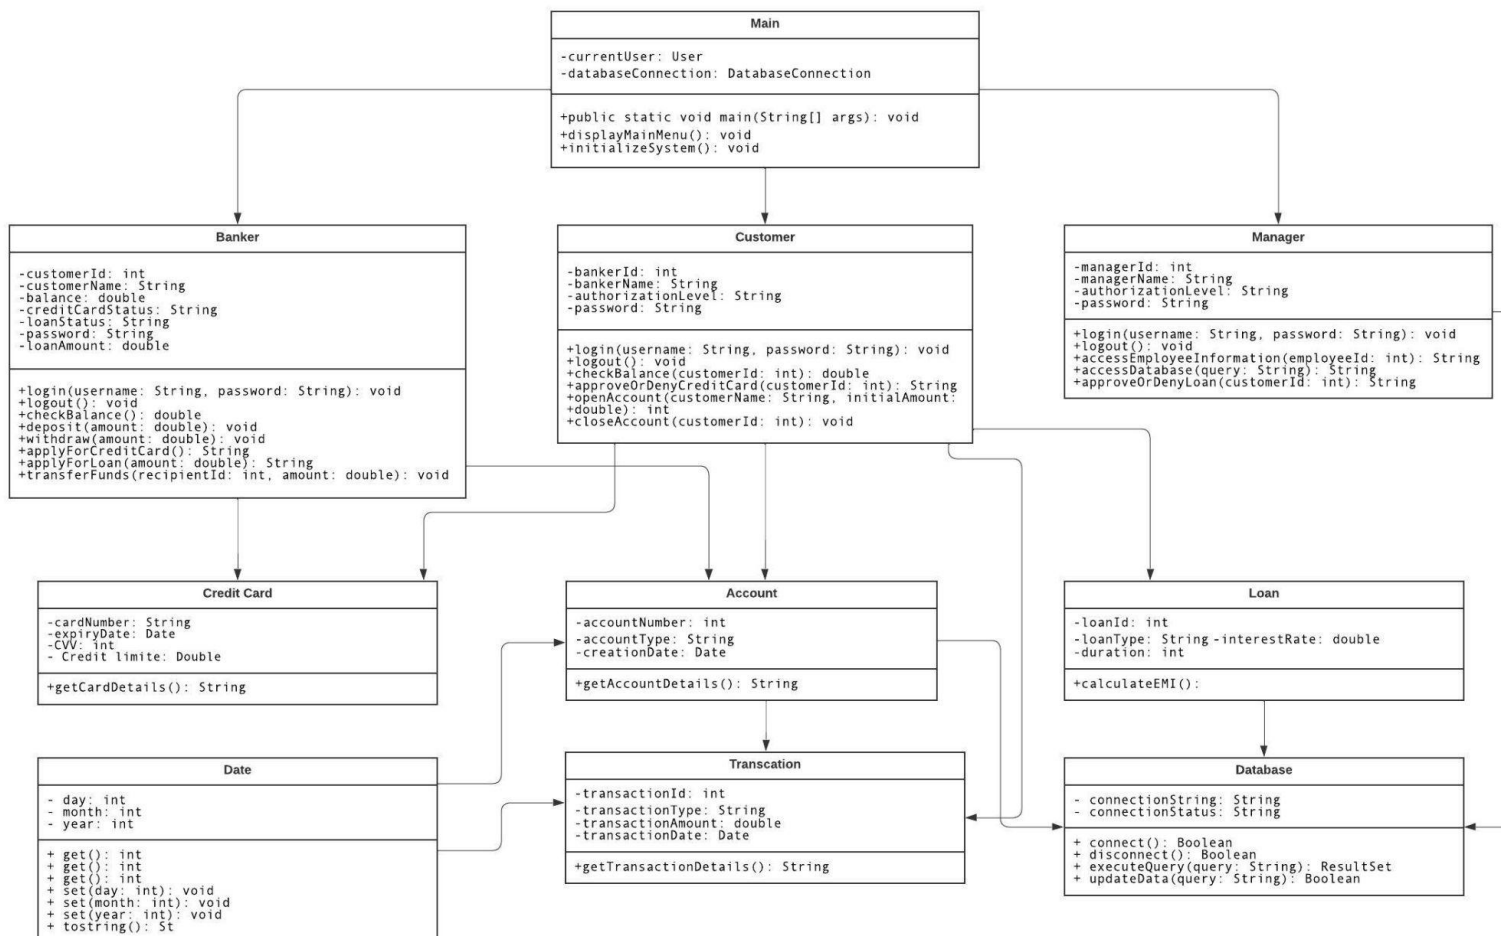 Main
-currentUser: User
-databaseConnection: DatabaseConnection
+public static void main(String[] args): void
+displayMainMenu(): void
+initializeSystem(): void
Banker
-customerId: int
-customerName: String
-balance: double
-creditCardStatus: String
-loanStatus: String
-password: String
-loanAmount: double
+login(username: String, password: String): void
+logout(): void
+checkBalance(): double
+deposit(amount: double): void
+withdraw(amount: double): void
+applyForCreditCard(): String
+applyForLoan(amount: double): String
+transferFunds(recipientId: int, amount: double): void
Customer
-bankerId: int
-bankerName: String
-authorizationLevel: String
-password: String
+login(username: String, password: String): void
+logout(): void
+checkBalance(customerId: int): double
+approveOrDenyCreditCard(customerId: int): String
+openAccount(customerName: String, initialAmount:
+double): int
+closeAccount(customerId: int): void
Manager
-managerId: int
-managerName: String
-authorizationLevel: String
-password: String
+login(username: String, password: String): void
+logout(): void
+accessEmployeeInformation(employeeId: int): String
+accessDatabase(query: String): String
+approveOrDenyLoan(customerId: int): String
Credit Card
-cardNumber: String
-expiryDate: Date
-CVV: int
- Credit limite: Double
+getCardDetails(): String
Account
-accountNumber: int
-accountType: String
-creationDate: Date
+getAccountDetails(): String
Loan
-loanId: int
-loanType: String -interestRate: double
-duration: int
+calculateEMI():
Date
- day: int
- month: int
- year: int
+ get(): int
+ get(): int
+ get(): int
+ set(day: int): void
+ set(month: int): void
+ set(year: int): void
+ tostring(): St
Transcation
-transactionId: int
-transactionType: String
-transactionAmount: double
-transactionDate: Date
+getTransactionDetails(): String
Database
- connectionString: String
- connectionStatus: String
+ connect(): Boolean
+ disconnect(): Boolean
+ executeQuery(query: String): ResultSet
+ updateData(query: String): Boolean